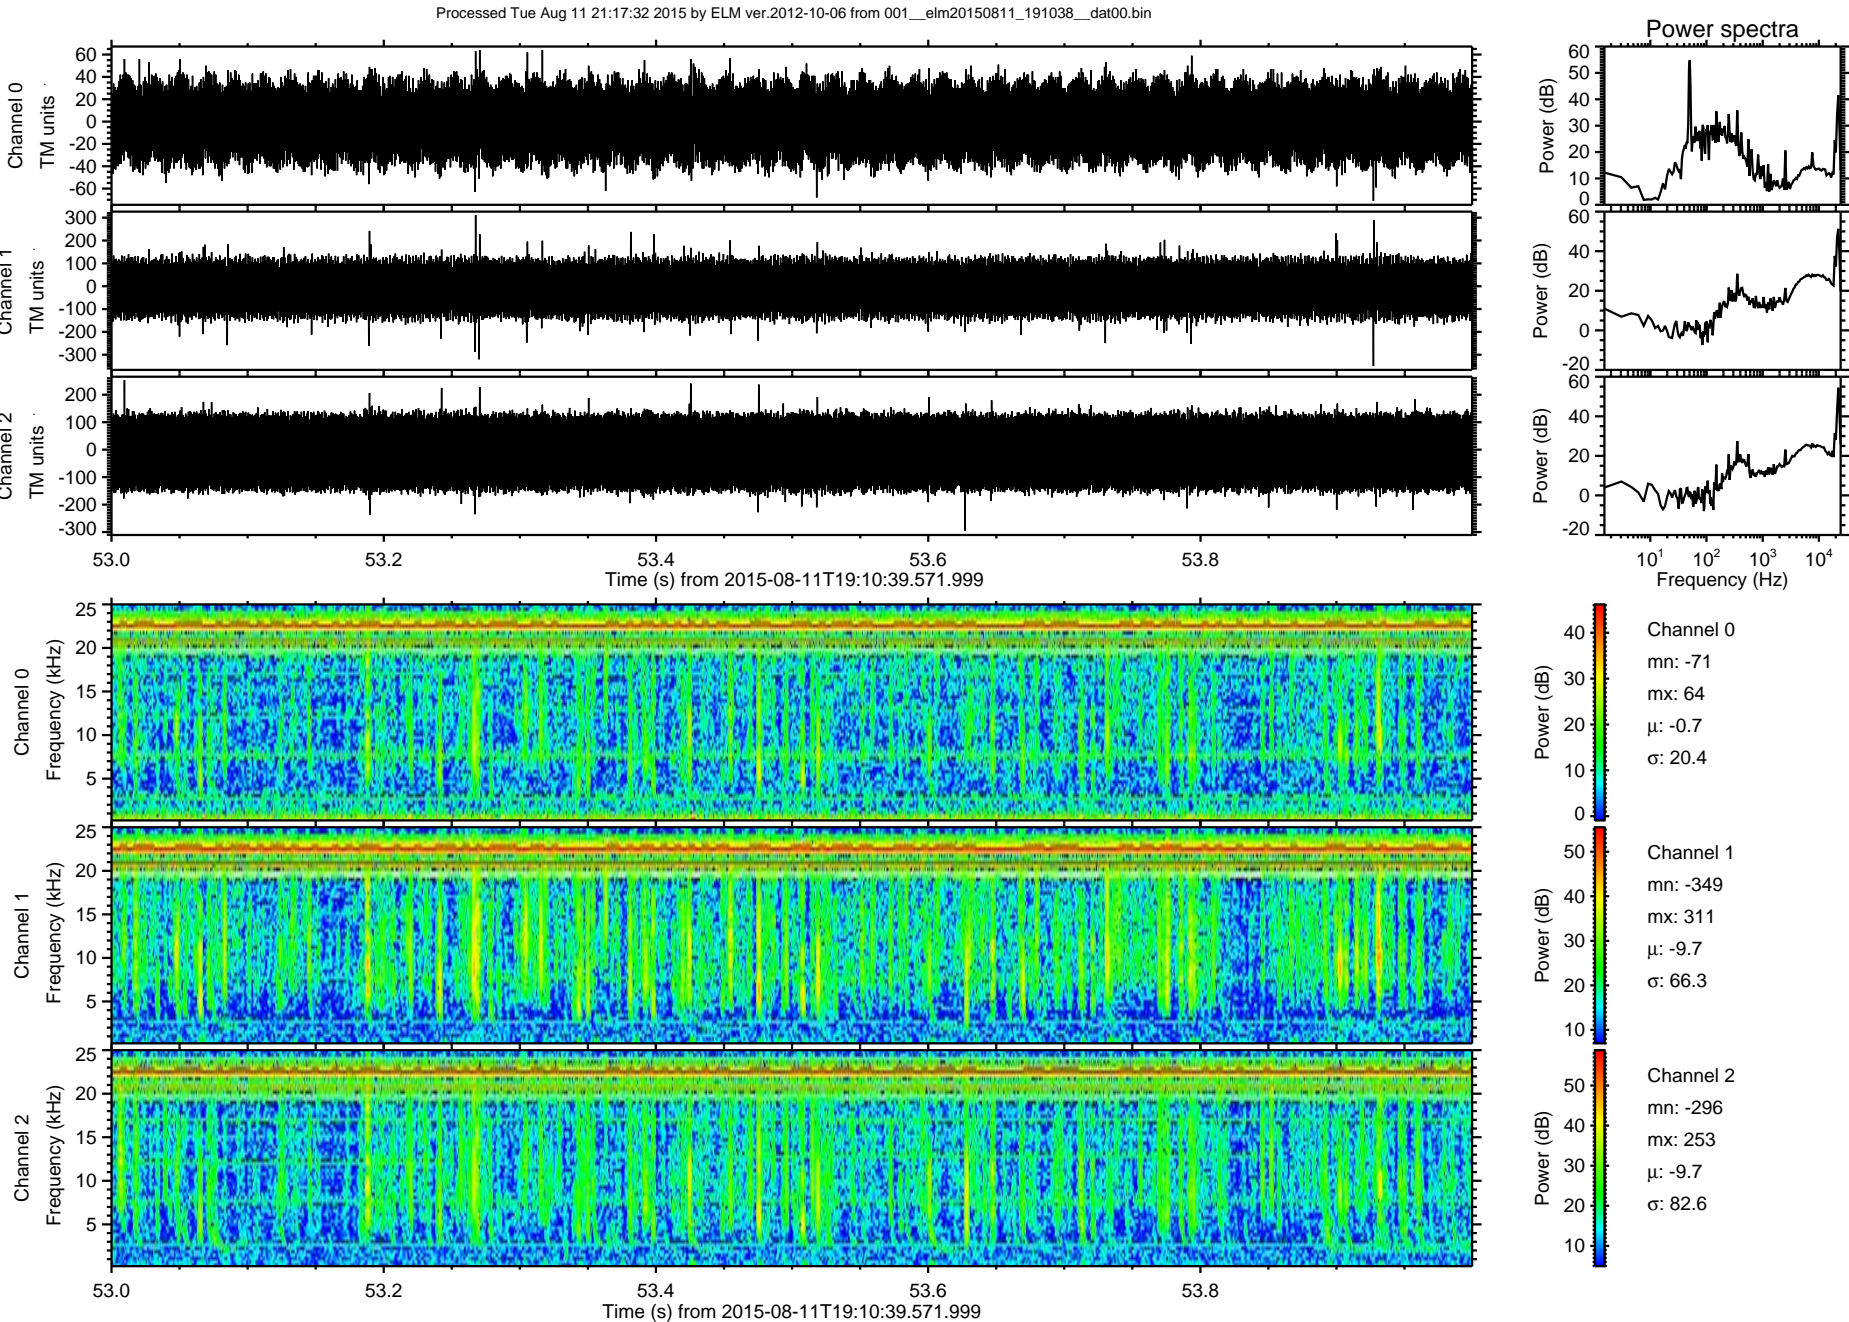 Processed Tue Aug 11 21:17:32 2015 by ELM ver.2012-10-06 from 001__elm20150811_191038__dat00.bin
Power spectra
Channel 0
TM units
60
40
20
0
-20
-40
-60
Power (dB)
60
50
40
30
20
10
0
Channel 1
TM units
300
200
100
0
-100
-200
-300
Power (dB)
60
40
20
0
-20
Channel 2
TM units
200
100
0
-100
-200
-300
Power (dB)
60
40
20
0
-20
53.0 53.2 53.4 53.6 53.8
Time (s) from 2015-08-11T19:10:39.571.999
10¹ 10² 10³ 10⁴
Frequency (Hz)
Channel 0
Frequency (kHz)
25
20
15
10
5
Power (dB)
40
30
20
10
0
Channel 0
mn: -71
mx: 64
μ: -0.7
σ: 20.4
Channel 1
Frequency (kHz)
25
20
15
10
5
Power (dB)
50
40
30
20
10
Channel 1
mn: -349
mx: 311
μ: -9.7
σ: 66.3
Channel 2
Frequency (kHz)
25
20
15
10
5
Power (dB)
50
40
30
20
10
Channel 2
mn: -296
mx: 253
μ: -9.7
σ: 82.6
53.0 53.2 53.4 53.6 53.8
Time (s) from 2015-08-11T19:10:39.571.999